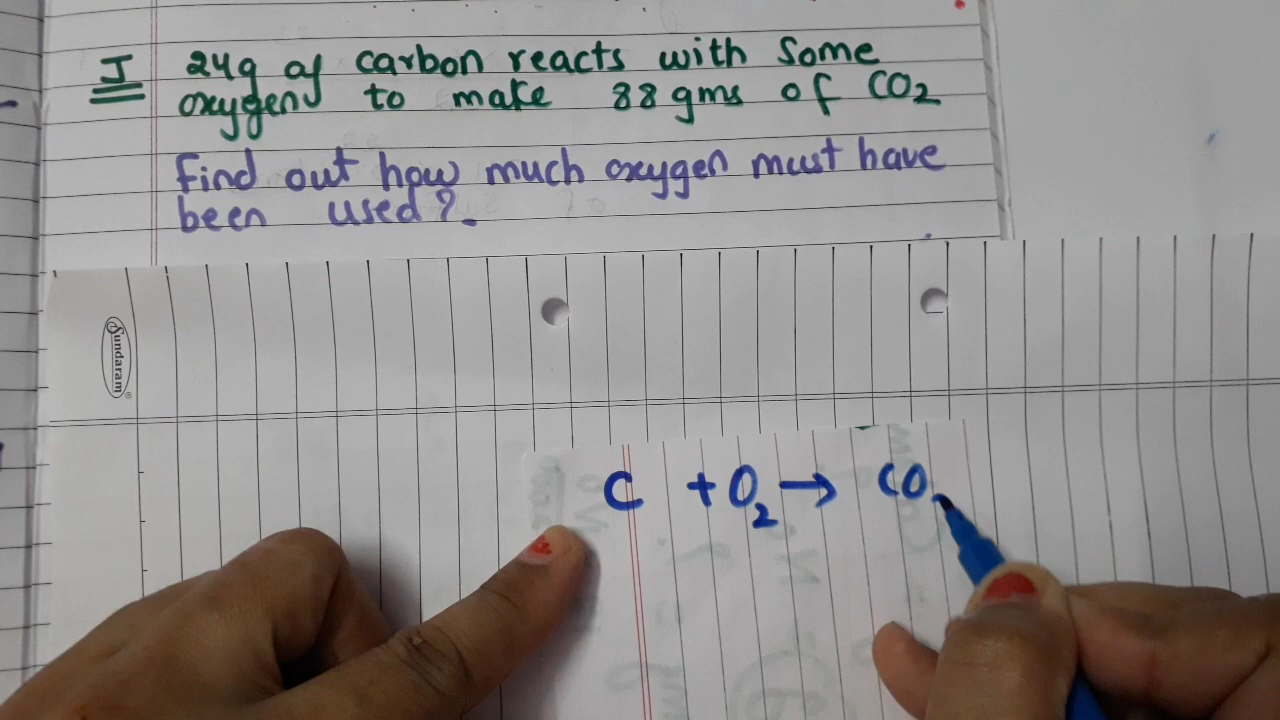 I 24g of carbon reacts with some
oxygen to make 88 gms of CO2
Find out how much oxygen must have
been used?.
Sundaram
C + O2 → CO